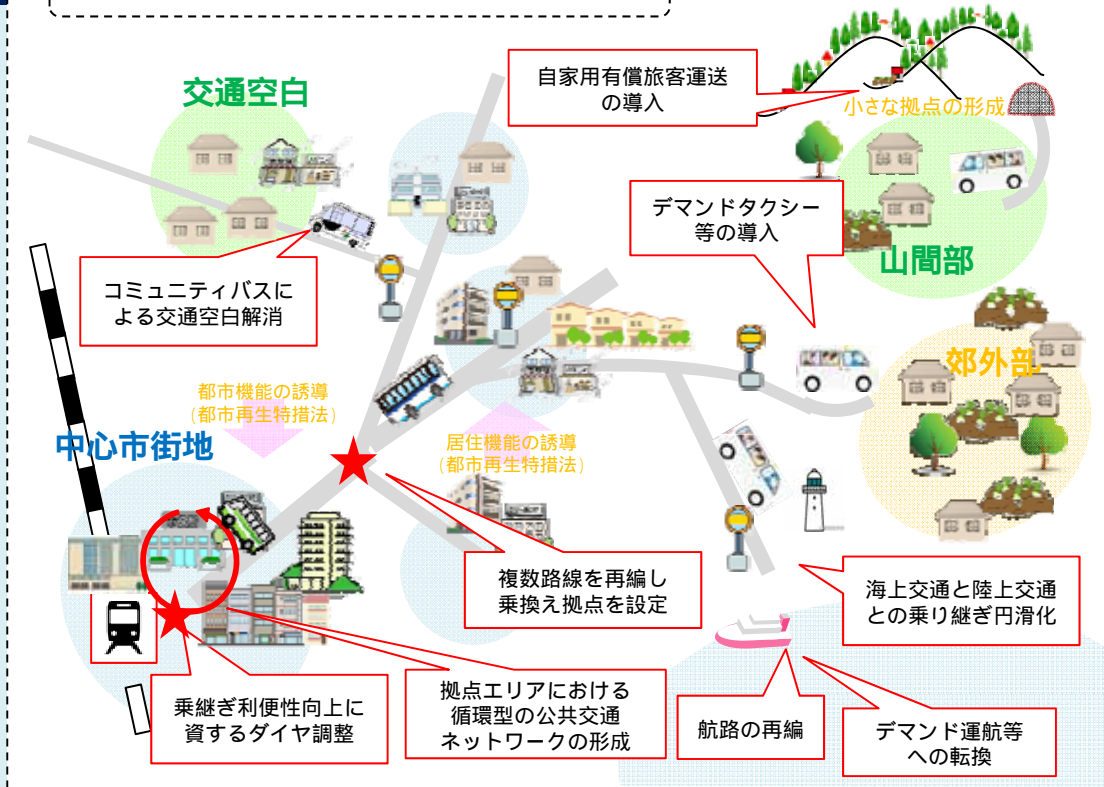 自家用有償旅客運送
の導入
小さな拠点の形成
交通空白
デマンドタクシー
等の導入
山間部
コミュニティバスに
よる交通空白解消
郊外部
都市機能の誘導
(都市再生特措法)
中心市街地
居住機能の誘導
(都市再生特措法)
複数路線を再編し
乗換え拠点を設定
海上交通と陸上交通
との乗り継ぎ円滑化
乗継ぎ利便性向上に
資するダイヤ調整
拠点エリアにおける
循環型の公共交通
ネットワークの形成
航路の再編
デマンド運航等
への転換